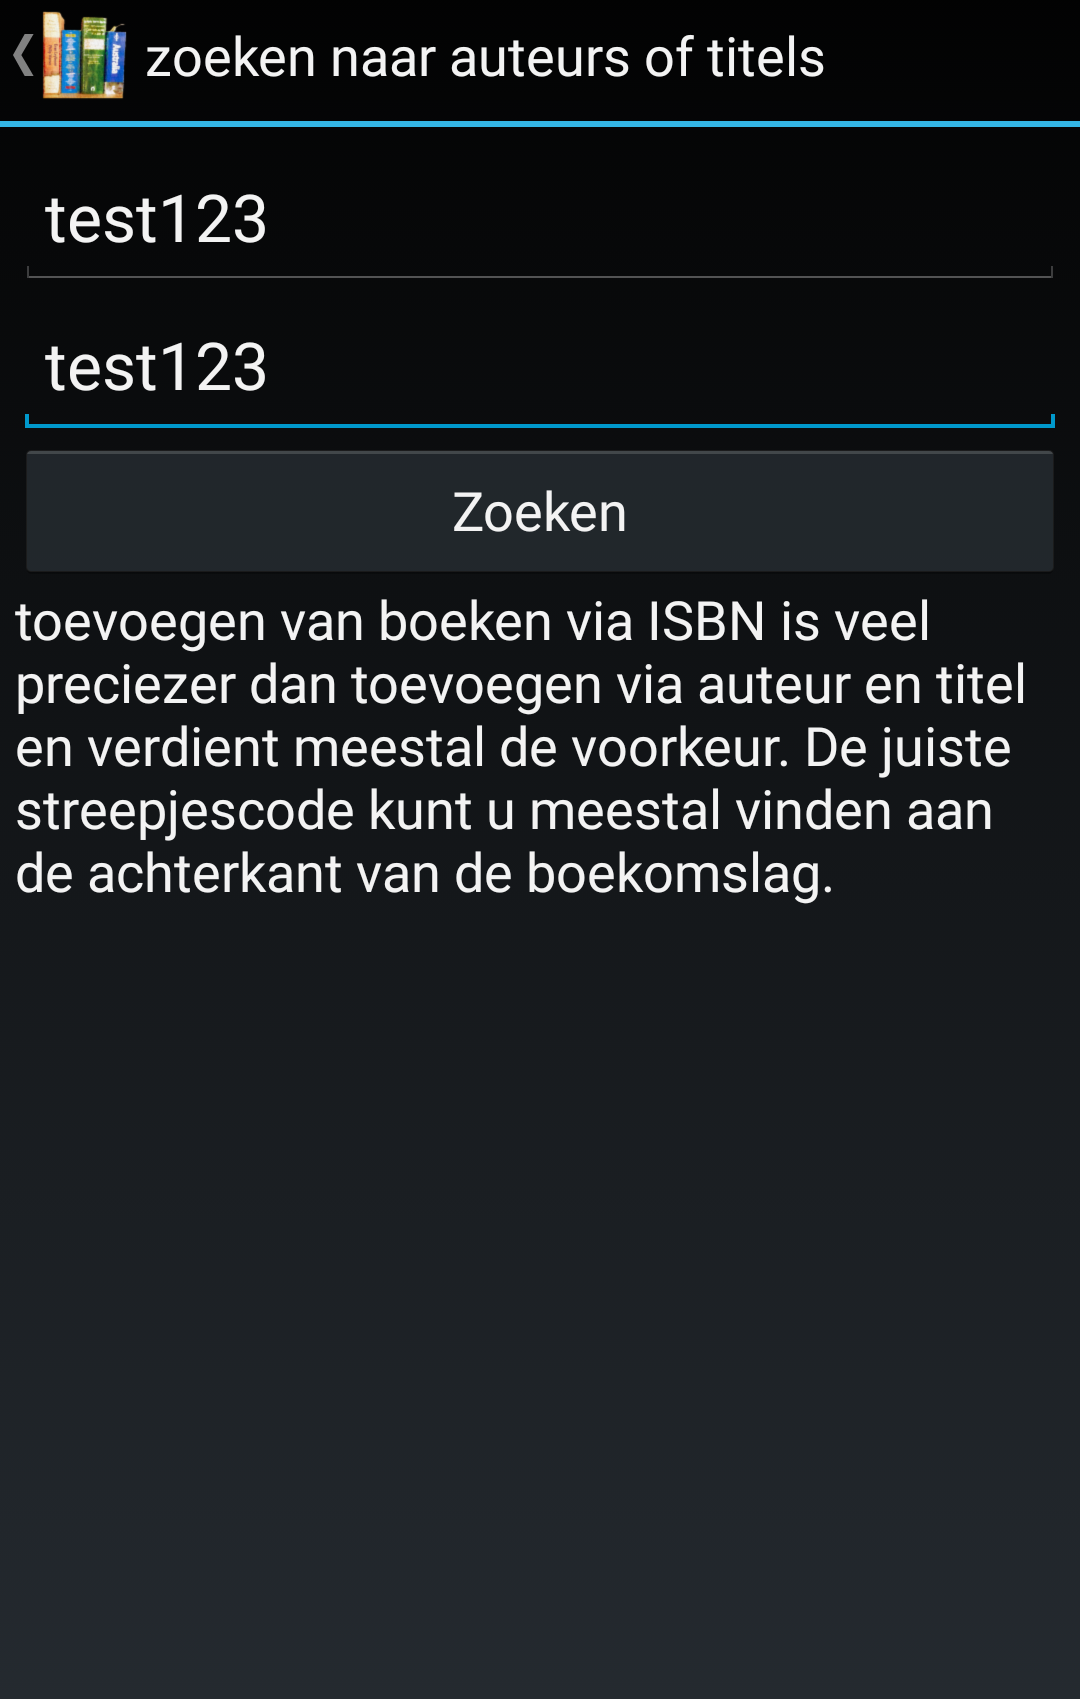 zoeken naar auteurs of titels
test123
test123
Zoeken
toevoegen van boeken via ISBN is veel
preciezer dan toevoegen via auteur en titel
en verdient meestal de voorkeur. De juiste
streepjescode kunt u meestal vinden aan
de achterkant van de boekomslag.